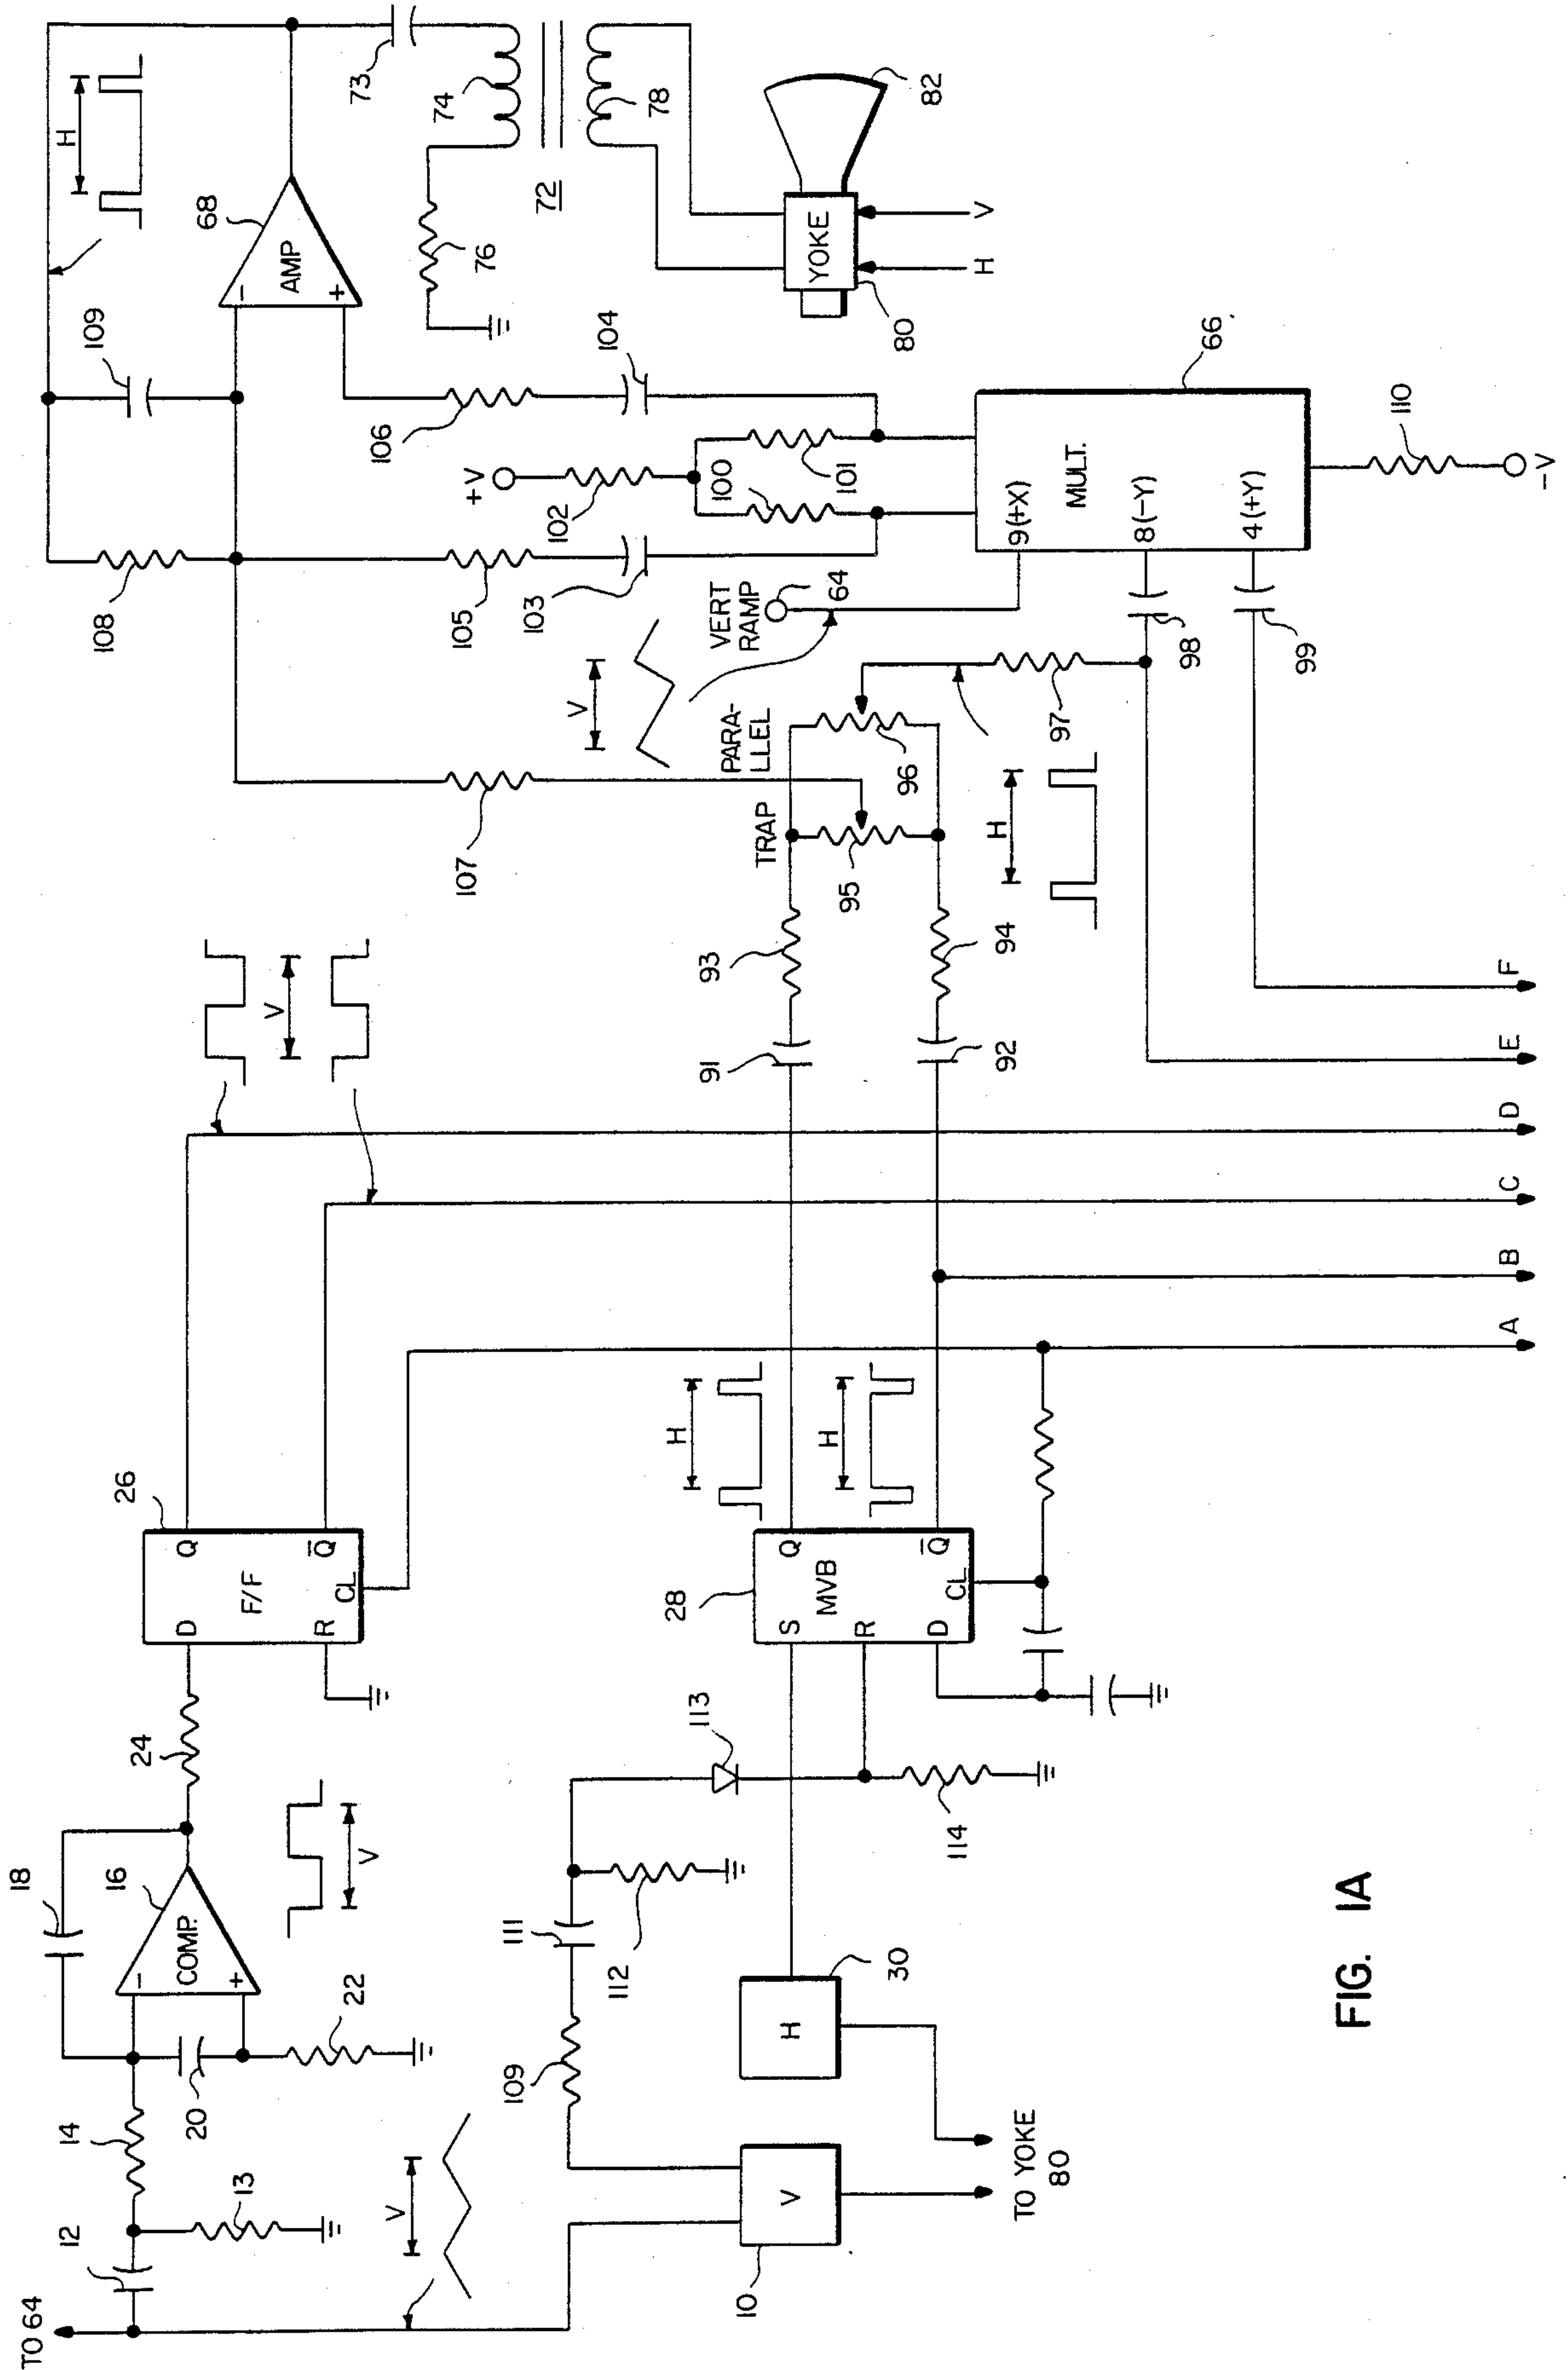 TO 64
12
13
14
V
20
22
18
16
COMP.
-
+
V
24
26
D
Q
F/F
R
Q̅
CL
V
10
V
109
111
112
113
114
30
H
TO YOKE
80
28
S
Q
MVB
R
D
Q̅
CL
H
H
91
92
93
94
TRAP
95
PARA-
LLEL
96
97
H
107
108
105
103
V
VERT
RAMP
64
98
99
+V
102
100
101
106
104
109
68
AMP
-
+
H
73
74
76
72
78
YOKE
80
82
H
V
66
MULT.
9(+X)
8(-Y)
4(+Y)
110
-V
A
B
C
D
E
F
FIG. 1A